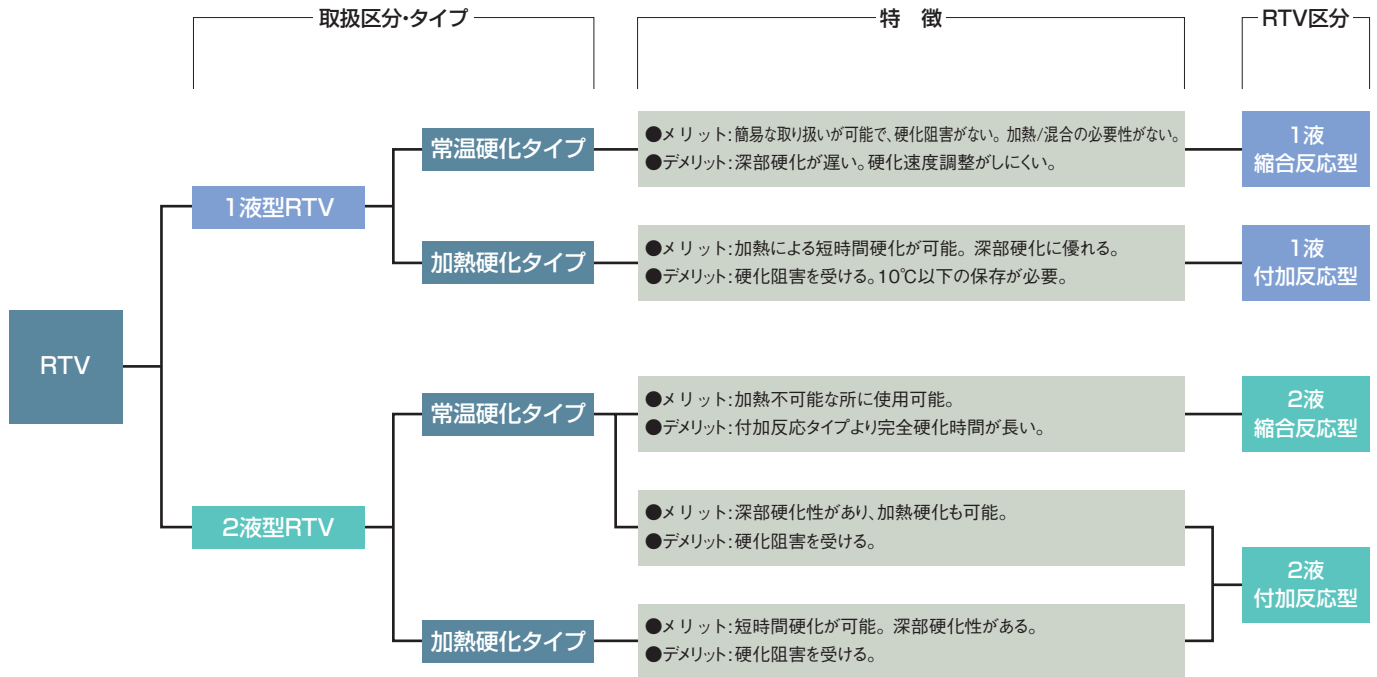 取扱区分・タイプ
特　徴
RTV区分
RTV
1液型RTV
常温硬化タイプ
●メリット：簡易な取り扱いが可能で、硬化阻害がない。加熱/混合の必要性がない。
●デメリット：深部硬化が遅い。硬化速度調整がしにくい。
1液
縮合反応型
加熱硬化タイプ
●メリット：加熱による短時間硬化が可能。深部硬化に優れる。
●デメリット：硬化阻害を受ける。10℃以下の保存が必要。
1液
付加反応型
2液型RTV
常温硬化タイプ
●メリット：加熱不可能な所に使用可能。
●デメリット：付加反応タイプより完全硬化時間が長い。
2液
縮合反応型
●メリット：深部硬化性があり、加熱硬化も可能。
●デメリット：硬化阻害を受ける。
加熱硬化タイプ
●メリット：短時間硬化が可能。深部硬化性がある。
●デメリット：硬化阻害を受ける。
2液
付加反応型